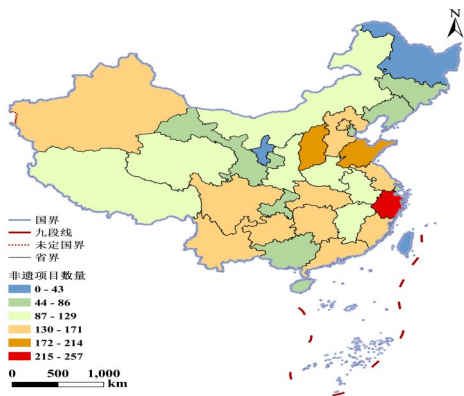 N
国界
九段线
未定国界
省界
非遗项目数量
0 - 43
44 - 86
87 - 129
130 - 171
172 - 214
215 - 257
0 500 1,000
km